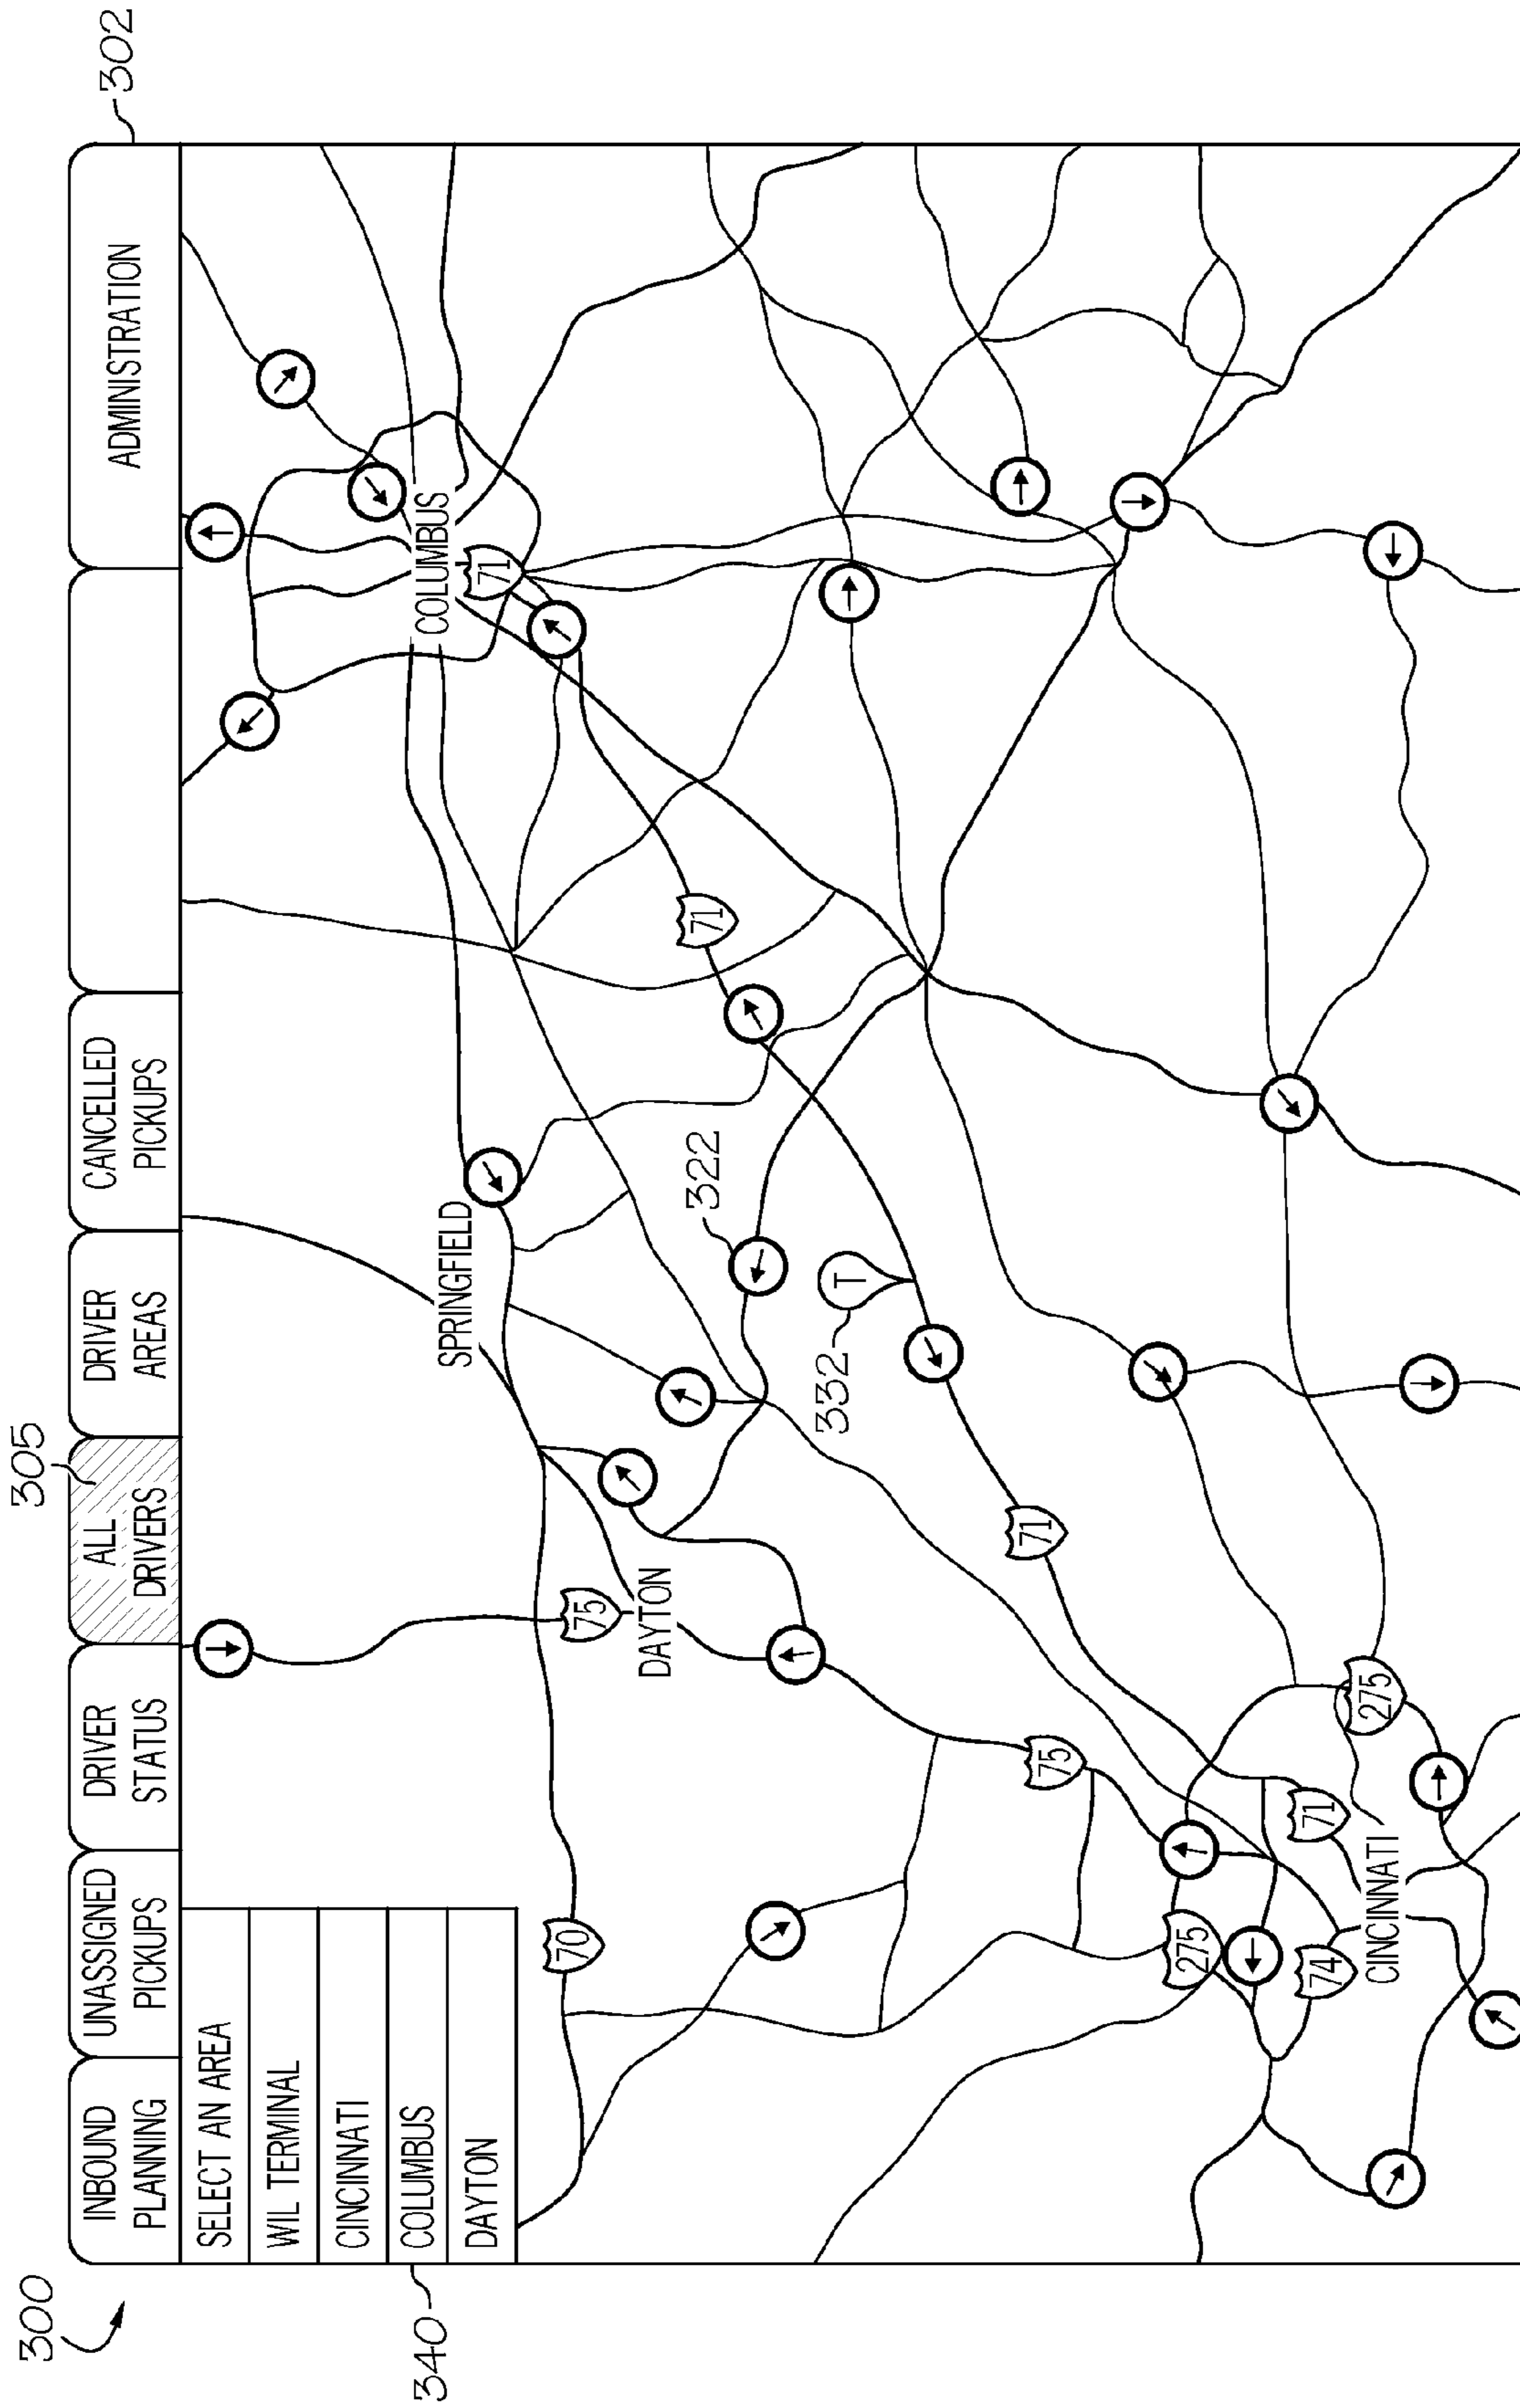 300
305
302
INBOUND
PLANNING
UNASSIGNED
PICKUPS
DRIVER
STATUS
ALL
DRIVERS
DRIVER
AREAS
CANCELLED
PICKUPS
ADMINISTRATION
SELECT AN AREA
WIL TERMINAL
CINCINNATI
COLUMBUS
DAYTON
340
COLUMBUS
71
SPRINGFIELD
70
75
DAYTON
71
322
332
T
71
75
275
74
71
275
CINCINNATI